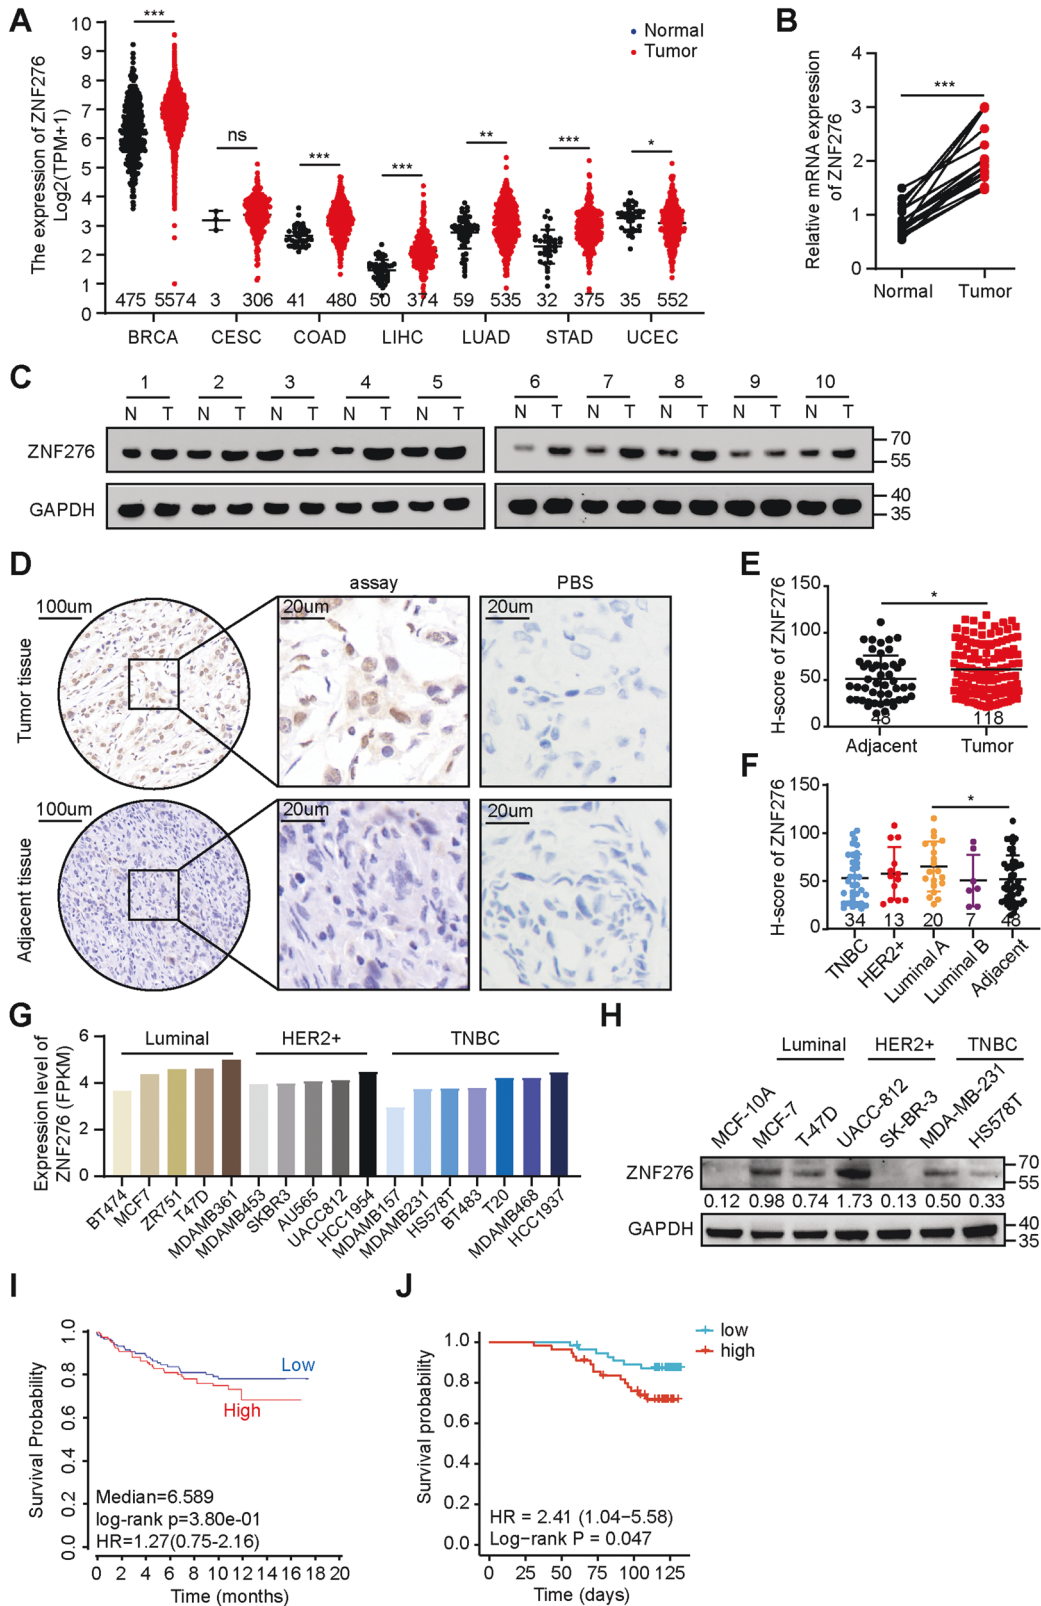 A
The expression of ZNF276
Log2(TPM+1)
10
9
8
7
6
5
4
3
2
1
0
***
ns
***
***
**
***
*
Normal
Tumor
475 5574 3 306 41 480 50 374 59 535 32 375 35 552
BRCA CESC COAD LIHC LUAD STAD UCEC
B
Relative mRNA expression
of ZNF276
4
3
2
1
0
***
Normal Tumor
C
1 2 3 4 5 6 7 8 9 10
N T N T N T N T N T N T N T N T N T N T
ZNF276
70
55
GAPDH
40
35
D
assay PBS
Tumor tissue
100um
20um
20um
Adjacent tissue
100um
20um
20um
E
H-score of ZNF276
150
100
50
0
*
48 118
Adjacent Tumor
F
H-score of ZNF276
150
100
50
0
*
34 13 20 7 48
TNBC HER2+ Luminal A Luminal B Adjacent
G
Expression level of
ZNF276 (FPKM)
6
4
2
0
Luminal HER2+ TNBC
BT474 MCF7 ZR751 T47D MDAMB361 MDAMB453 SKBR3 AU565 UACC812 HCC1954 MDAMB157 MDAMB231 HS578T BT483 T20 MDAMB468 HCC1937
H
Luminal HER2+ TNBC
MCF-10A MCF-7 T-47D UACC-812 SK-BR-3 MDA-MB-231 HS578T
ZNF276
70
55
0.12 0.98 0.74 1.73 0.13 0.50 0.33
GAPDH
40
35
I
Survival Probability
1.0
0.8
0.6
0.4
0.2
0.0
Low
High
Median=6.589
log-rank p=3.80e-01
HR=1.27(0.75-2.16)
0 2 4 6 8 10 12 14 16 18 20
Time (months)
J
Survival probability
1.0
0.8
0.6
0.4
0.2
0.0
low
high
HR = 2.41 (1.04−5.58)
Log−rank P = 0.047
0 25 50 75 100 125
Time (days)